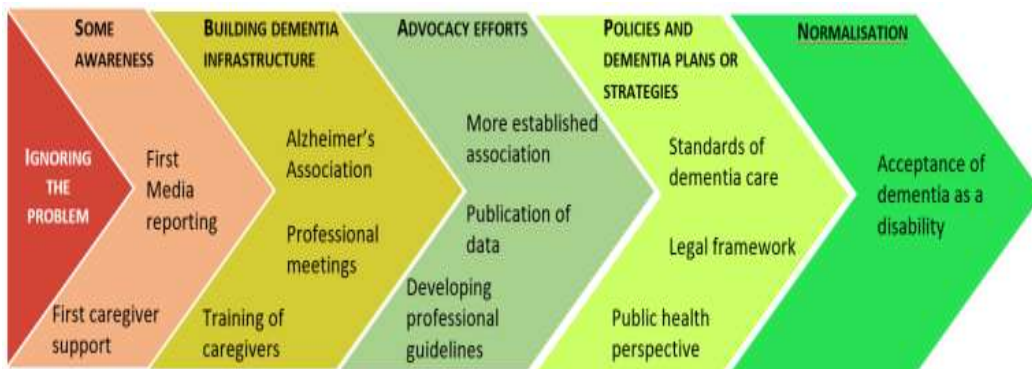 IGNORING
THE
PROBLEM
SOME
AWARENESS
First
Media
reporting
First caregiver
support
BUILDING DEMENTIA
INFRASTRUCTURE
Alzheimer's
Association
Professional
meetings
Training of
caregivers
ADVOCACY EFFORTS
More established
association
Publication of
data
Developing
professional
guidelines
POLICIES AND
DEMENTIA PLANS OR
STRATEGIES
Standards of
dementia care
Legal framework
Public health
perspective
NORMALISATION
Acceptance of
dementia as a
disability